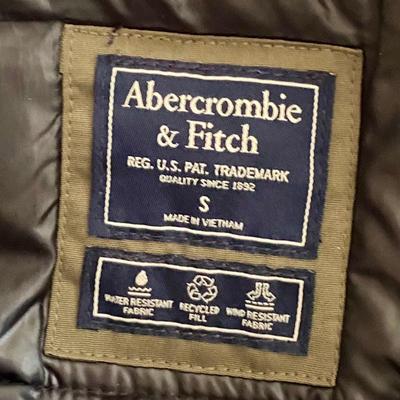 Abercrombie
& Fitch
REG. U.S. PAT. TRADEMARK
QUALITY SINCE 1892
S
MADE IN VIETNAM
WATER RESISTANT
FABRIC
RECYCLED
FILL
WIND RESISTANT
FABRIC